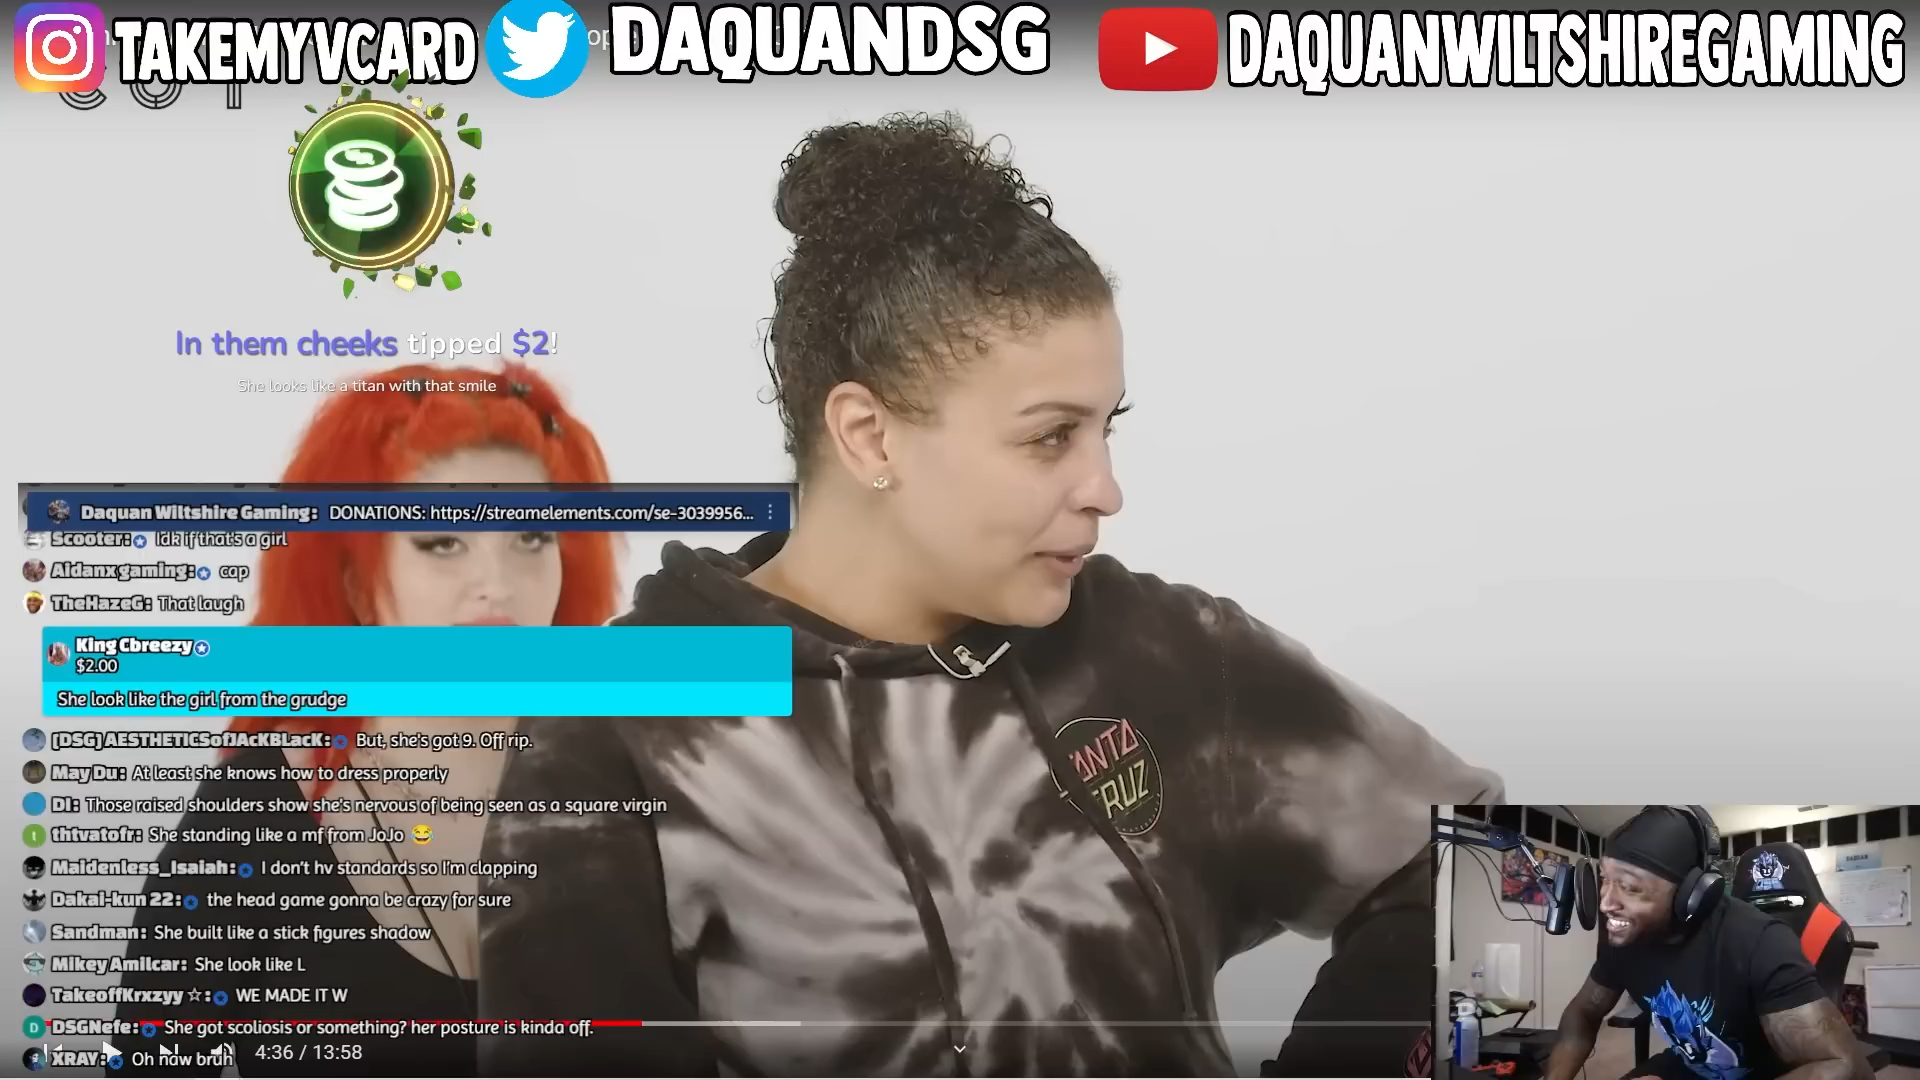 TAKEMYVCARD
DAQUANDSG
DAQUANWILTSHIREGAMING
In them cheeks tipped $2!
She looks like a titan with that smile
Daquan Wiltshire Gaming: DONATIONS: https://streamelements.com/se-3039956...
Scooter: Idk if that's a girl
Aidanx gaming: cap
TheHazeG: That laugh
King Cbreezy
$2.00
She look like the girl from the grudge
[DSG] AESTHETICSofJAcKBLacK: But, she's got 9. Off rip.
May Du: At least she knows how to dress properly
DI: Those raised shoulders show she's nervous of being seen as a square virgin
thtvatofr: She standing like a mf from JoJo 😂
Maidenless_Isaiah: I don't hv standards so I'm clapping
Dakai-kun 22: the head game gonna be crazy for sure
Sandman: She built like a stick figures shadow
Mikey Amilcar: She look like L
TakeoffKrxzyy ☆: WE MADE IT W
D DSGNefe: She got scoliosis or something? her posture is kinda off.
XRAY: Oh naw bruh
4:36 / 13:58